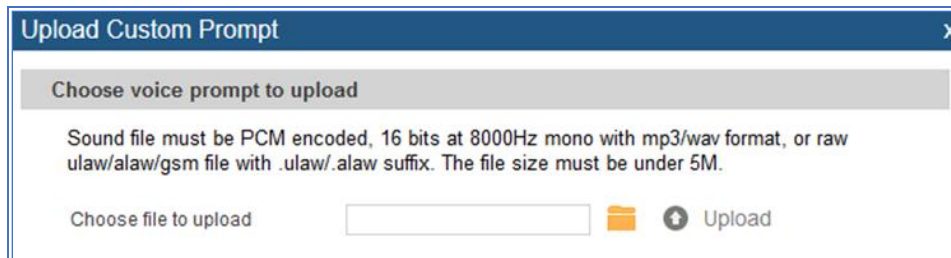 Upload Custom Prompt x
Choose voice prompt to upload
Sound file must be PCM encoded, 16 bits at 8000Hz mono with mp3/wav format, or raw
ulaw/alaw/gsm file with .ulaw/.alaw suffix. The file size must be under 5M.
Choose file to upload Upload